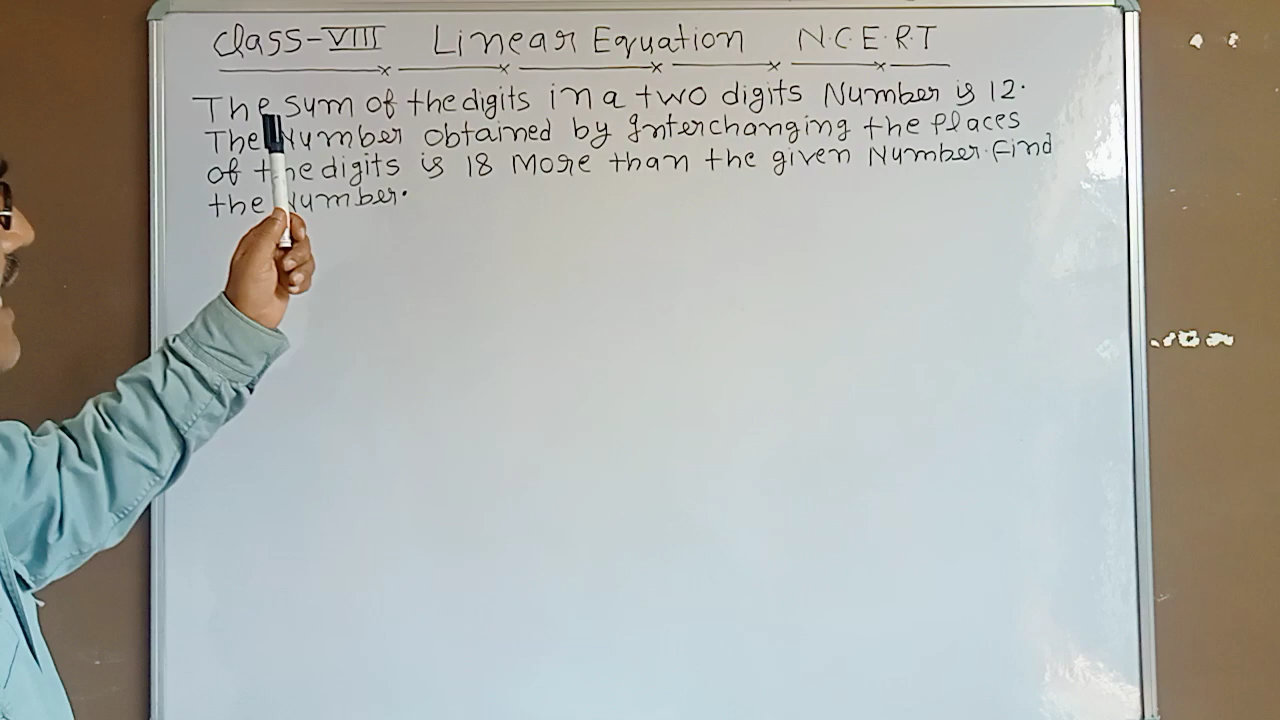 Class-VIII Linear Equation N.C.E.R.T
The sum of the digits in a two digits Number is 12.
The Number obtained by Interchanging the Places
of the digits is 18 More than the given Number. Find
the Number.